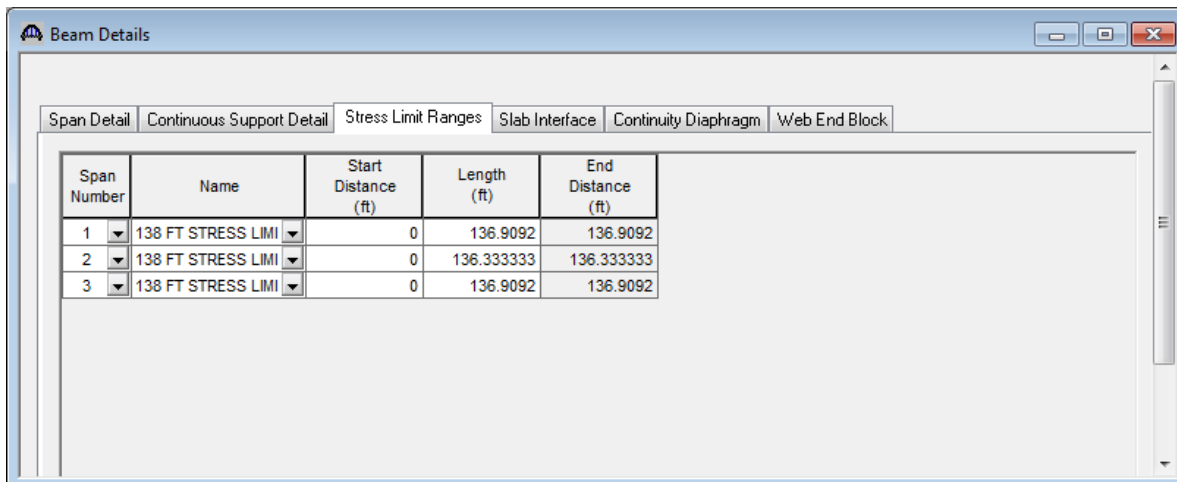 Beam Details
Span Detail Continuous Support Detail Stress Limit Ranges Slab Interface Continuity Diaphragm Web End Block
Span Number Name Start Distance (ft) Length (ft) End Distance (ft)
1 138 FT STRESS LIMI 0 136.9092 136.9092
2 138 FT STRESS LIMI 0 136.333333 136.333333
3 138 FT STRESS LIMI 0 136.9092 136.9092